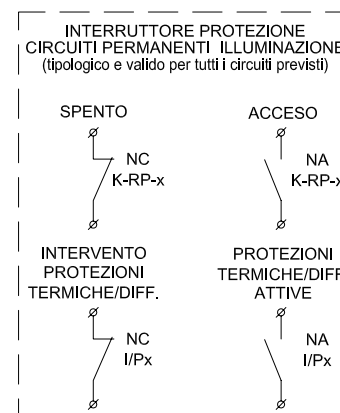 INTERRUTTORE PROTEZIONE
CIRCUITI PERMANENTI ILLUMINAZIONE
(tipologico e valido per tutti i circuiti previsti)
SPENTO
ACCESO
NC
K-RP-x
NA
K-RP-x
INTERVENTO
PROTEZIONI
TERMICHE/DIFF.
PROTEZIONI
TERMICHE/DIFF
ATTIVE
NC
I/Px
NA
I/Px